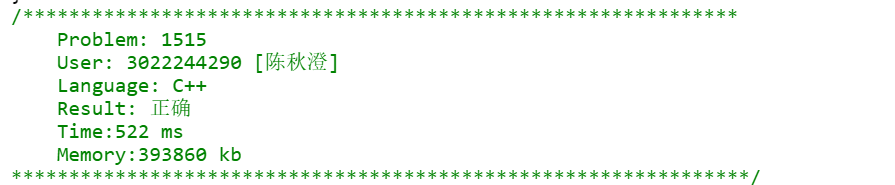 /**************************************************************
    Problem: 1515
    User: 3022244290 [陈秋澄]
    Language: C++
    Result: 正确
    Time:522 ms
    Memory:393860 kb
****************************************************************/